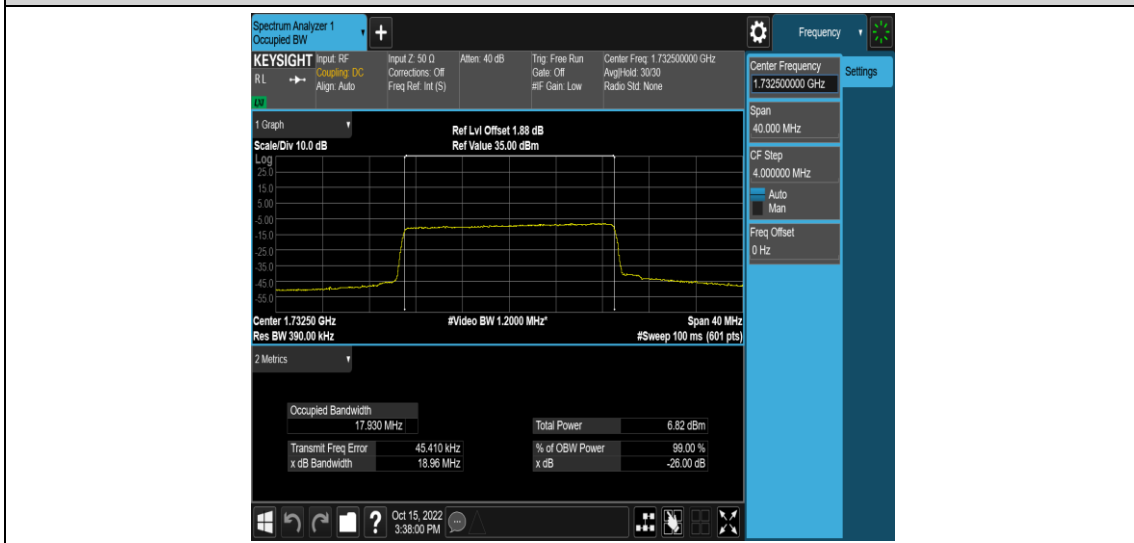 Spectrum Analyzer 1
Occupied BW
Frequency
KEYSIGHT
RL
Input: RF
Coupling: DC
Align: Auto
Input Z: 50 Ω
Corrections: Off
Freq Ref: Int (S)
Atten: 40 dB
Trig: Free Run
Gate: Off
#IF Gain: Low
Center Freq: 1.732500000 GHz
Avg|Hold: 30/30
Radio Std: None
Center Frequency
1.732500000 GHz
Settings
Span
40.000 MHz
CF Step
4.000000 MHz
Auto
Man
Freq Offset
0 Hz
1 Graph
Scale/Div 10.0 dB
Ref Lvl Offset 1.88 dB
Ref Value 35.00 dBm
Log
25.0
15.0
5.00
-5.00
-15.0
-25.0
-35.0
-45.0
-55.0
Center 1.73250 GHz
#Video BW 1.2000 MHz*
Span 40 MHz
Res BW 390.00 kHz
#Sweep 100 ms (601 pts)
2 Metrics
Occupied Bandwidth
17.930 MHz
Total Power 6.82 dBm
Transmit Freq Error 45.410 kHz
% of OBW Power 99.00 %
x dB Bandwidth 18.96 MHz
x dB -26.00 dB
?
Oct 15, 2022
3:38:00 PM